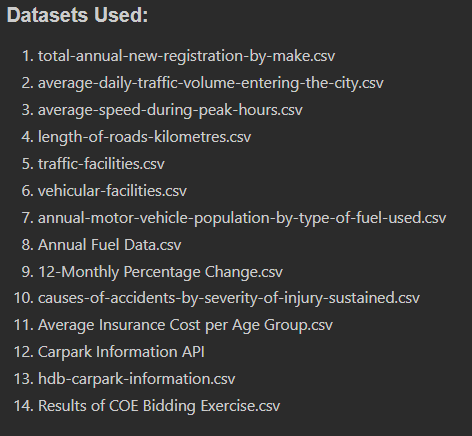 Datasets Used:
1. total-annual-new-registration-by-make.csv
2. average-daily-traffic-volume-entering-the-city.csv
3. average-speed-during-peak-hours.csv
4. length-of-roads-kilometres.csv
5. traffic-facilities.csv
6. vehicular-facilities.csv
7. annual-motor-vehicle-population-by-type-of-fuel-used.csv
8. Annual Fuel Data.csv
9. 12-Monthly Percentage Change.csv
10. causes-of-accidents-by-severity-of-injury-sustained.csv
11. Average Insurance Cost per Age Group.csv
12. Carpark Information API
13. hdb-carpark-information.csv
14. Results of COE Bidding Exercise.csv